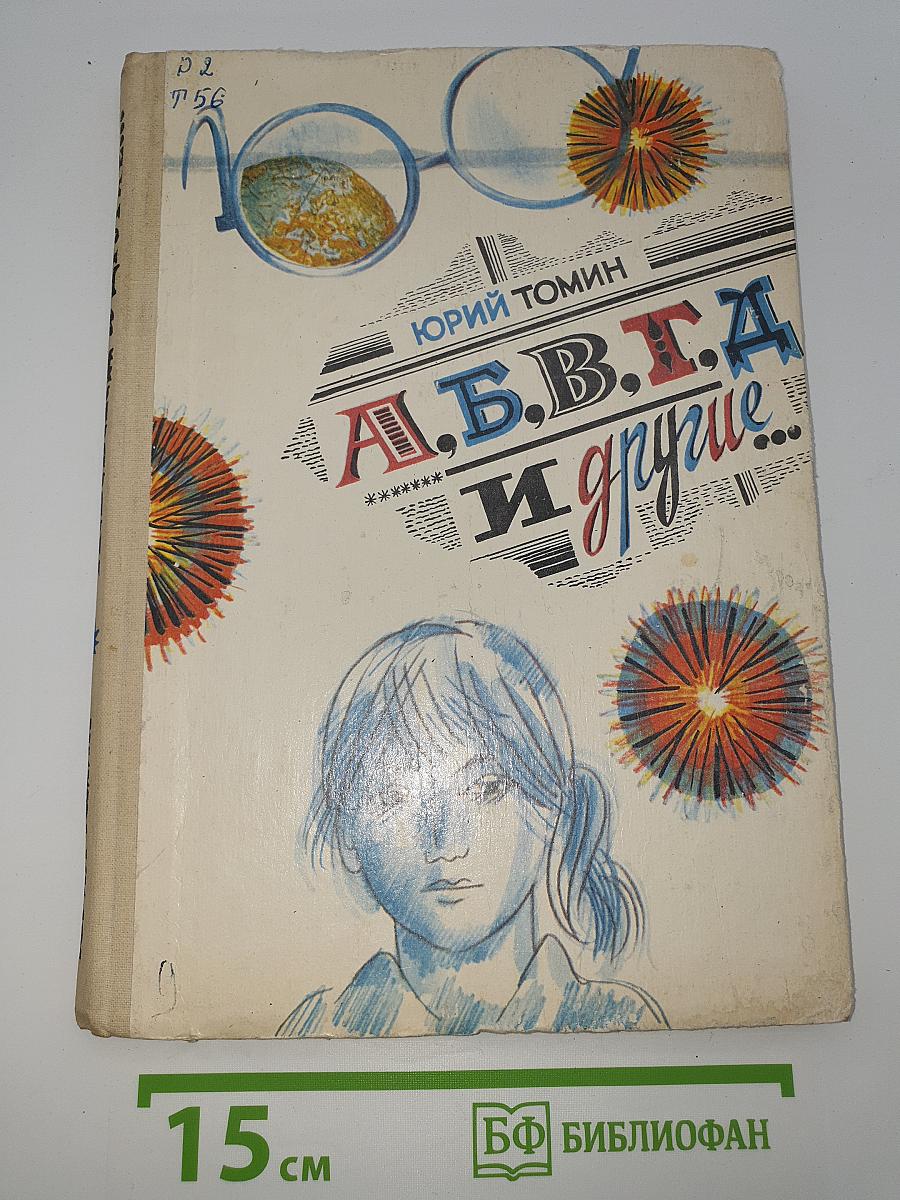 Р2
Т56
ЮРИЙ ТОМИН
А, Б, В, Г, Д
*******
И другие...
15 см
БФ БИБЛИОФАН